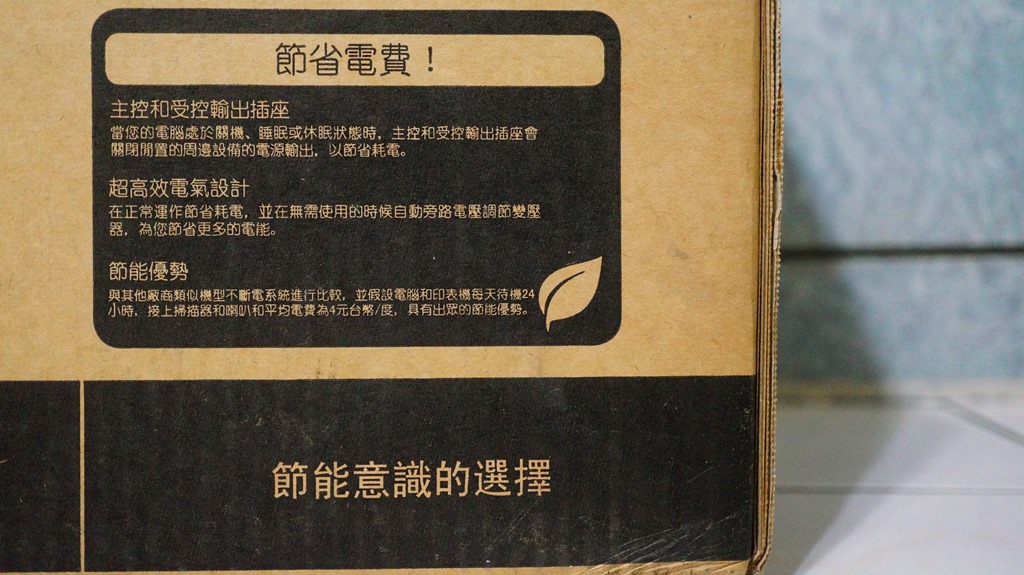 節省電費！
主控和受控輸出插座
當您的電腦處於關機、睡眠或休眠狀態時，主控和受控輸出插座會
關閉閒置的周邊設備的電源輸出，以節省耗電。
超高效電氣設計
在正常運作節省耗電，並在無需使用的時候自動旁路電壓調節變壓
器，為您節省更多的電能。
節能優勢
與其他廠商類似機型不斷電系統進行比較，並假設電腦和印表機每天待機24
小時，接上掃描器和喇叭和平均電費為4元台幣/度，具有出眾的節能優勢。
節能意識的選擇